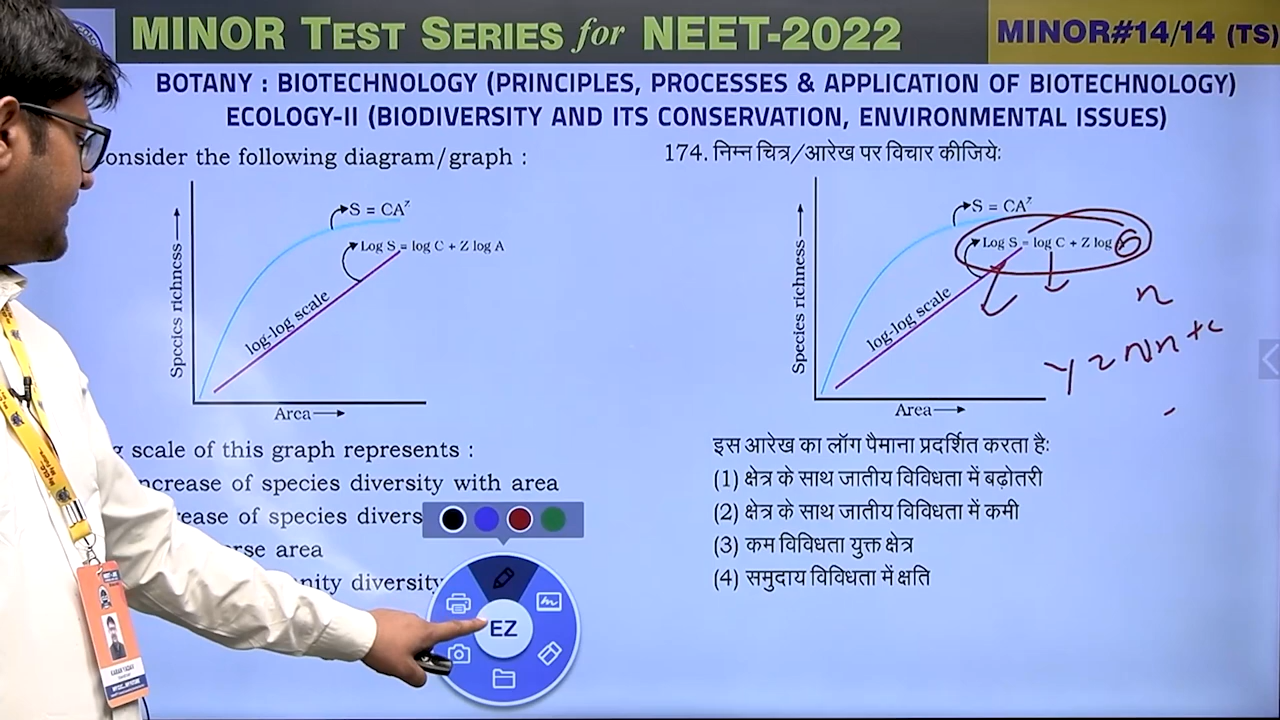 MINOR TEST SERIES for NEET-2022
MINOR#14/14 (TS)
BOTANY : BIOTECHNOLOGY (PRINCIPLES, PROCESSES & APPLICATION OF BIOTECHNOLOGY)
ECOLOGY-II (BIODIVERSITY AND ITS CONSERVATION, ENVIRONMENTAL ISSUES)
onsider the following diagram/graph :
S = CAᶻ
Log S = log C + Z log A
log-log scale
Species richness
Area
scale of this graph represents :
ncrease of species diversity with area
rease of species divers
rse area
nity diversity
EZ
174. निम्न चित्र/आरेख पर विचार कीजियेः
S = CAᶻ
Log S = log C + Z log
log-log scale
Species richness
Area
n
इस आरेख का लॉग पैमाना प्रदर्शित करता हैः
(1) क्षेत्र के साथ जातीय विविधता में बढ़ोतरी
(2) क्षेत्र के साथ जातीय विविधता में कमी
(3) कम विविधता युक्त क्षेत्र
(4) समुदाय विविधता में क्षति
KARAN YADAV